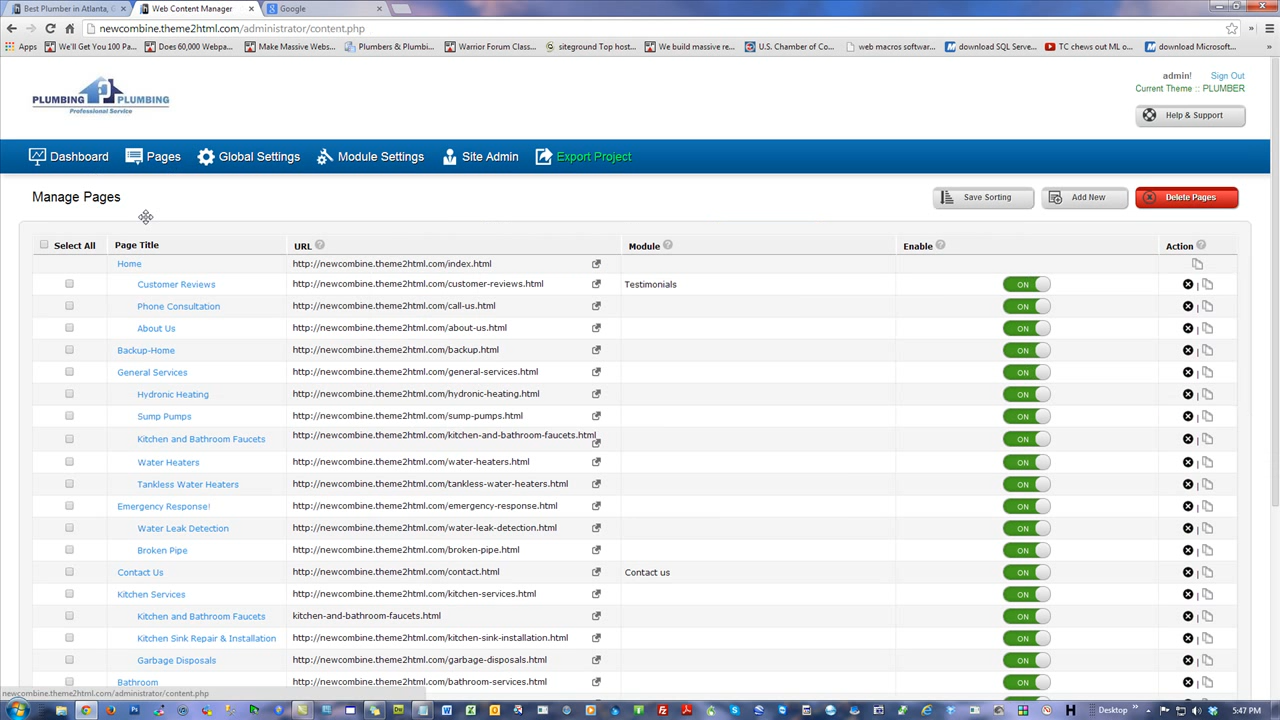 Best Plumber in Atlanta, G
Web Content Manager
Google
newcombine.theme2html.com/administrator/content.php
Apps
We'll Get You 100 Pa...
Does 60,000 Webpa...
Make Massive Webs...
Plumbers & Plumbi...
Warrior Forum Class...
siteground Top host...
We build massive re...
U.S. Chamber of Co...
web macros softwar...
download SQL Serve...
TC chews out ML o...
download Microsoft...
PLUMBING PLUMBING
Professional Service
admin! Sign Out
Current Theme :: PLUMBER
Help & Support
Dashboard Pages Global Settings Module Settings Site Admin Export Project
Manage Pages
Save Sorting Add New Delete Pages
Select All Page Title URL Module Enable Action
Home http://newcombine.theme2html.com/index.html
Customer Reviews http://newcombine.theme2html.com/customer-reviews.html Testimonials ON
Phone Consultation http://newcombine.theme2html.com/call-us.html ON
About Us http://newcombine.theme2html.com/about-us.html ON
Backup-Home http://newcombine.theme2html.com/backup.html ON
General Services http://newcombine.theme2html.com/general-services.html ON
Hydronic Heating http://newcombine.theme2html.com/hydronic-heating.html ON
Sump Pumps http://newcombine.theme2html.com/sump-pumps.html ON
Kitchen and Bathroom Faucets http://newcombine.theme2html.com/kitchen-and-bathroom-faucets.html ON
Water Heaters http://newcombine.theme2html.com/water-heaters.html ON
Tankless Water Heaters http://newcombine.theme2html.com/tankless-water-heaters.html ON
Emergency Response! http://newcombine.theme2html.com/emergency-response.html ON
Water Leak Detection http://newcombine.theme2html.com/water-leak-detection.html ON
Broken Pipe http://newcombine.theme2html.com/broken-pipe.html ON
Contact Us http://newcombine.theme2html.com/contact.html Contact us ON
Kitchen Services http://newcombine.theme2html.com/kitchen-services.html ON
Kitchen and Bathroom Faucets kitchen-and-bathroom-faucets.html ON
Kitchen Sink Repair & Installation http://newcombine.theme2html.com/kitchen-sink-installation.html ON
Garbage Disposals http://newcombine.theme2html.com/garbage-disposals.html ON
Bathroom http://newcombine.theme2html.com/bathroom-services.html ON
newcombine.theme2html.com/administrator/content.php
Desktop
5:47 PM